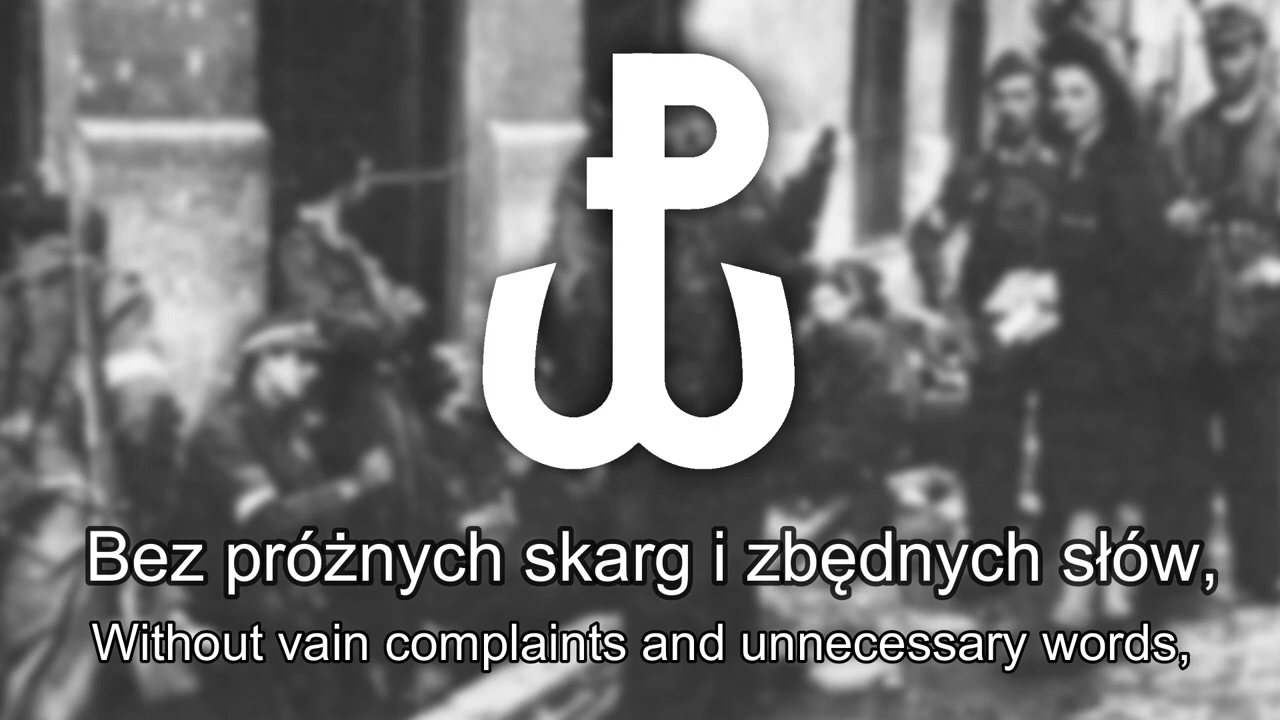 Bez próżnych skarg i zbędnych słów,
Without vain complaints and unnecessary words,